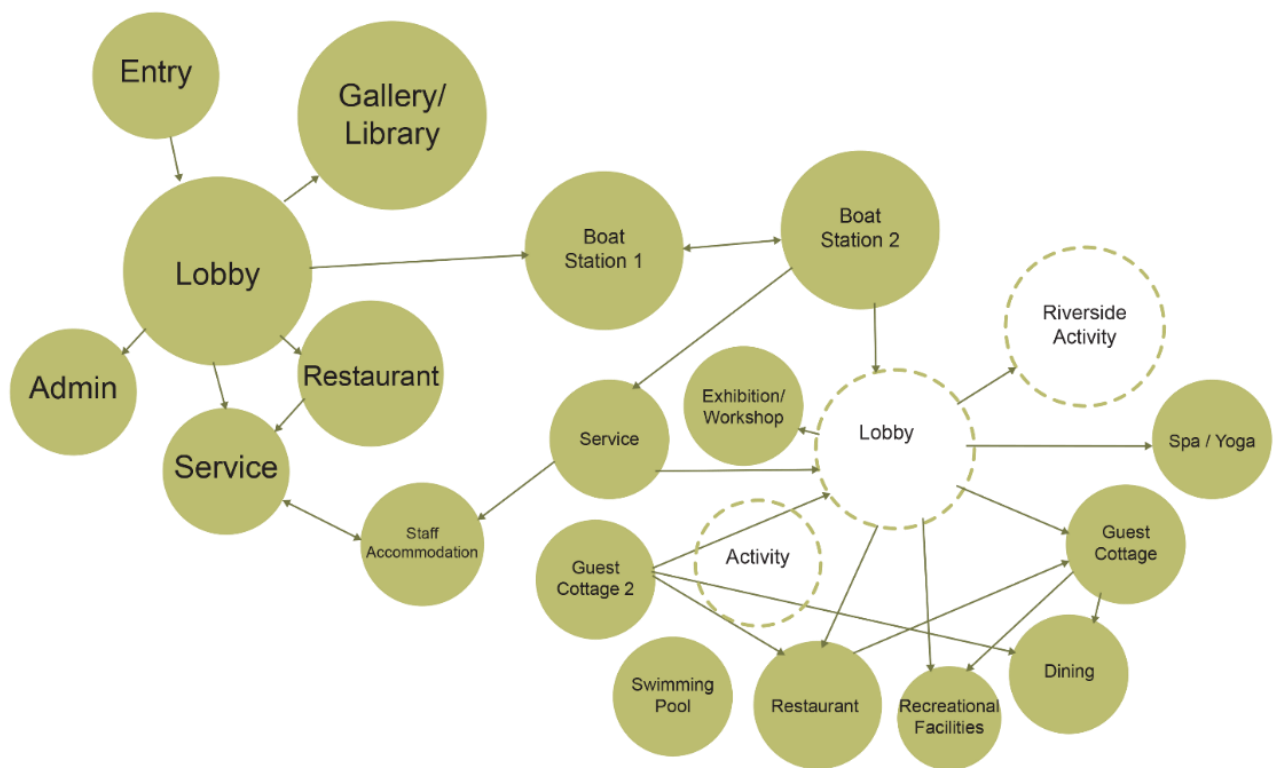 Entry
Gallery/
Library
Lobby
Boat
Station 1
Boat
Station 2
Riverside
Activity
Admin
Restaurant
Service
Exhibition/
Workshop
Service
Lobby
Spa / Yoga
Staff
Accommodation
Guest
Cottage 2
Activity
Guest
Cottage
Swimming
Pool
Restaurant
Recreational
Facilities
Dining